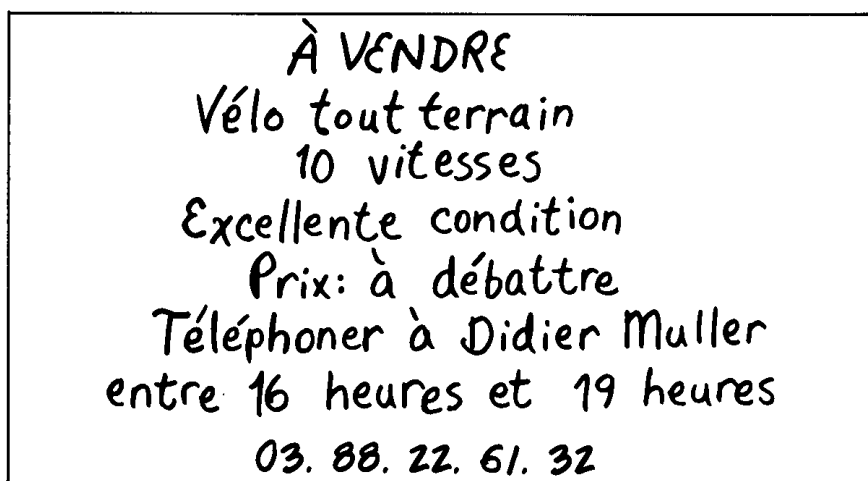 À VENDRE
Vélo tout terrain
10 vitesses
Excellente condition
Prix: à débattre
Téléphoner à Didier Muller
entre 16 heures et 19 heures
03. 88. 22. 61. 32